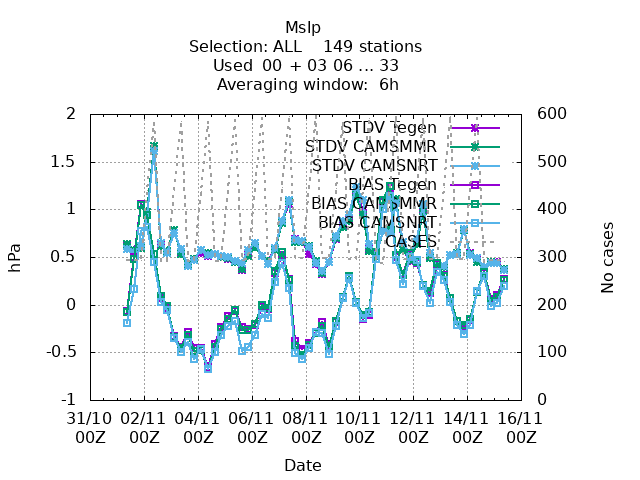 Mslp
Selection: ALL    149 stations
Used  00 + 03 06 ... 33
Averaging window:  6h
hPa
2
1.5
1
0.5
0
-0.5
-1
STDV Tegen
STDV CAMSMMR
STDV CAMSNRT
BIAS Tegen
BIAS CAMSMMR
BIAS CAMSNRT
CASES
600
500
400
300
200
100
0
No cases
31/10 02/11 04/11 06/11 08/11 10/11 12/11 14/11 16/11
00Z 00Z 00Z 00Z 00Z 00Z 00Z 00Z 00Z
Date